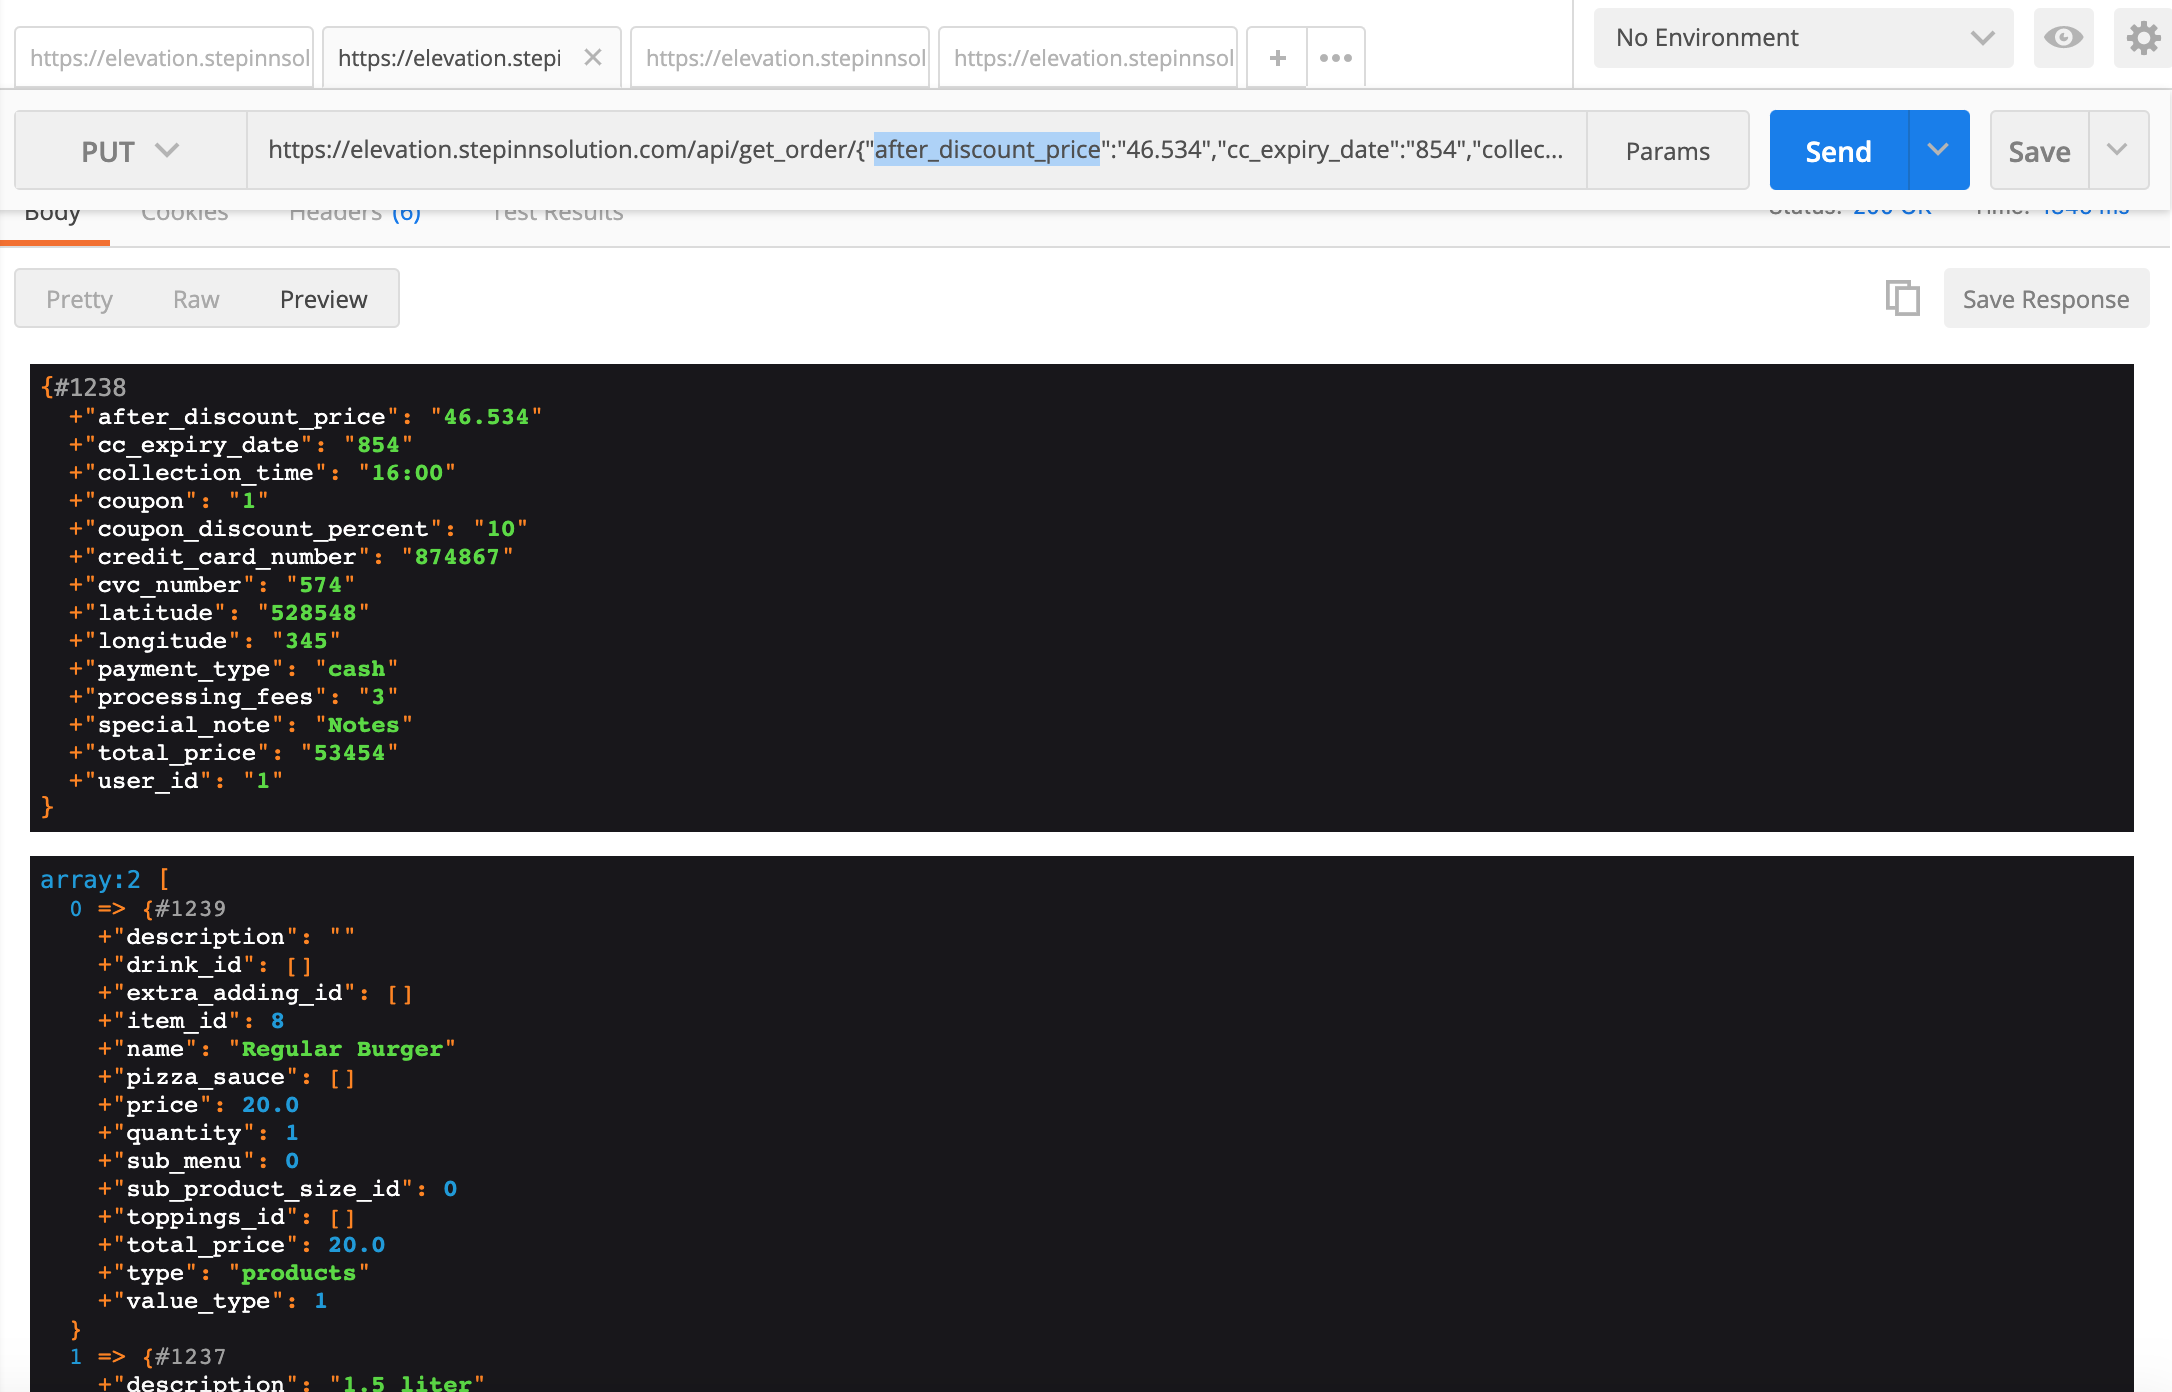 https://elevation.stepinnsol https://elevation.stepi https://elevation.stepinnsol https://elevation.stepinnsol No Environment
PUT https://elevation.stepinnsolution.com/api/get_order/{"after_discount_price":"46.534","cc_expiry_date":"854","collec... Params Send Save
Body Cookies Headers (6) Test Results Status: 200 OK Time:
Pretty Raw Preview Save Response
{#1238
+"after_discount_price": "46.534"
+"cc_expiry_date": "854"
+"collection_time": "16:00"
+"coupon": "1"
+"coupon_discount_percent": "10"
+"credit_card_number": "874867"
+"cvc_number": "574"
+"latitude": "528548"
+"longitude": "345"
+"payment_type": "cash"
+"processing_fees": "3"
+"special_note": "Notes"
+"total_price": "53454"
+"user_id": "1"
}
array:2 [
0 => {#1239
+"description": ""
+"drink_id": []
+"extra_adding_id": []
+"item_id": 8
+"name": "Regular Burger"
+"pizza_sauce": []
+"price": 20.0
+"quantity": 1
+"sub_menu": 0
+"sub_product_size_id": 0
+"toppings_id": []
+"total_price": 20.0
+"type": "products"
+"value_type": 1
}
1 => {#1237
+"description": "1.5 liter"